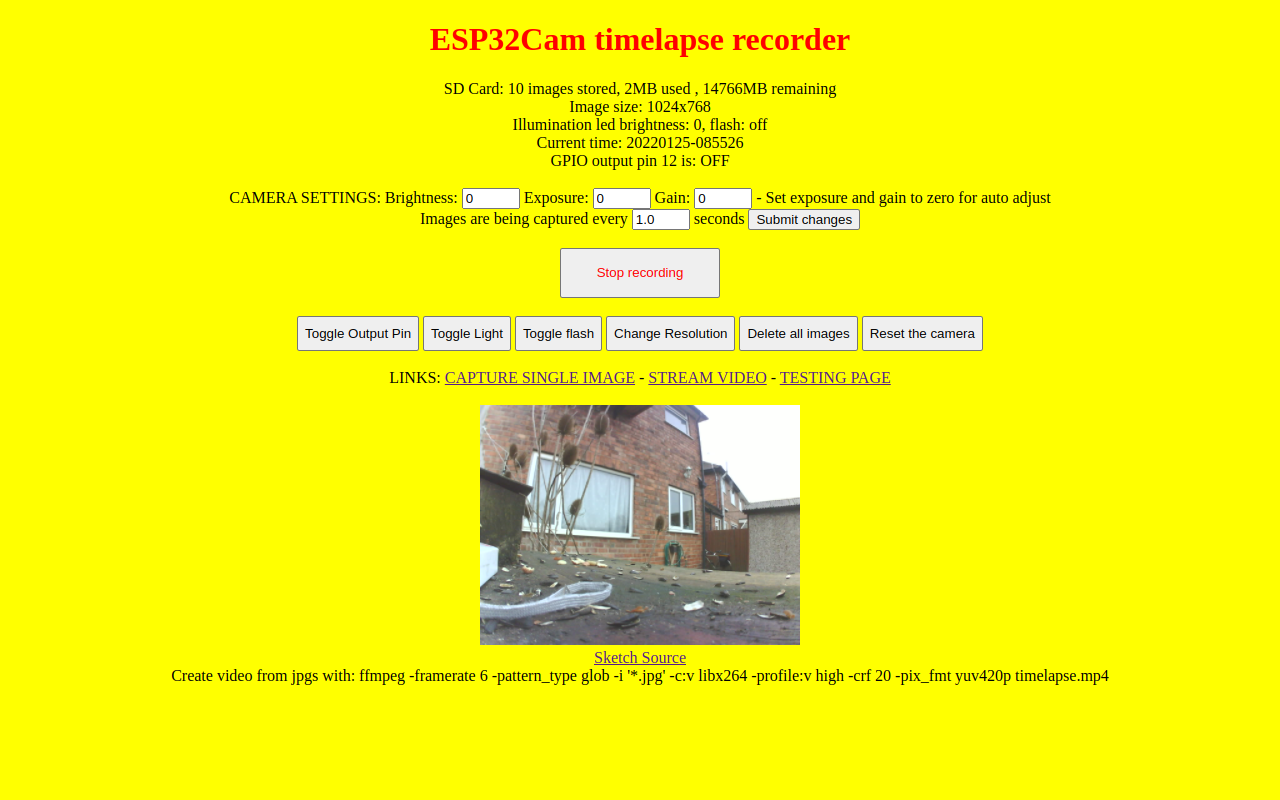 ESP32Cam timelapse recorder
SD Card: 10 images stored, 2MB used , 14766MB remaining
Image size: 1024x768
Illumination led brightness: 0, flash: off
Current time: 20220125-085526
GPIO output pin 12 is: OFF
CAMERA SETTINGS: Brightness: 0 Exposure: 0 Gain: 0 - Set exposure and gain to zero for auto adjust
Images are being captured every 1.0 seconds Submit changes
Stop recording
Toggle Output Pin Toggle Light Toggle flash Change Resolution Delete all images Reset the camera
LINKS: CAPTURE SINGLE IMAGE - STREAM VIDEO - TESTING PAGE
Sketch Source
Create video from jpgs with: ffmpeg -framerate 6 -pattern_type glob -i '*.jpg' -c:v libx264 -profile:v high -crf 20 -pix_fmt yuv420p timelapse.mp4